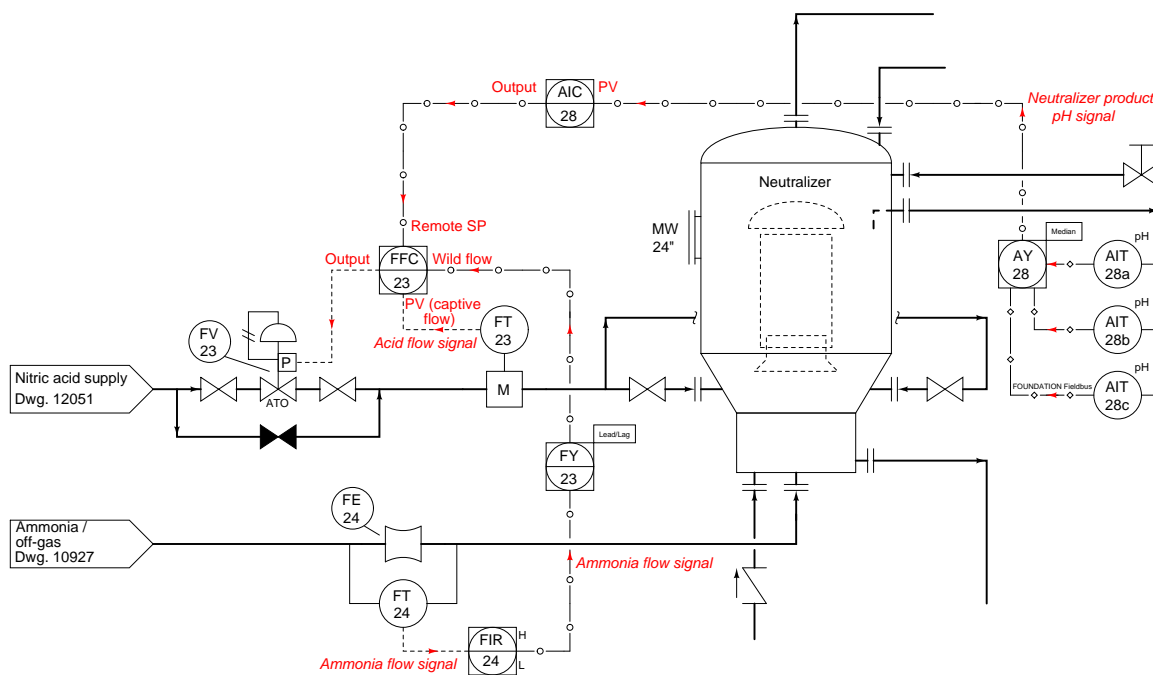 Output
AIC
28
PV
Neutralizer product
pH signal
Neutralizer
MW
24"
Remote SP
Output
FFC
23
Wild flow
PV (captive
flow)
Acid flow signal
FT
23
Median
AY
28
pH
AIT
28a
pH
AIT
28b
pH
AIT
28c
FOUNDATION Fieldbus
FV
23
P
ATO
M
Nitric acid supply
Dwg. 12051
Lead/Lag
FY
23
FE
24
Ammonia /
off-gas
Dwg. 10927
Ammonia flow signal
FT
24
FIR
24
H
L
Ammonia flow signal